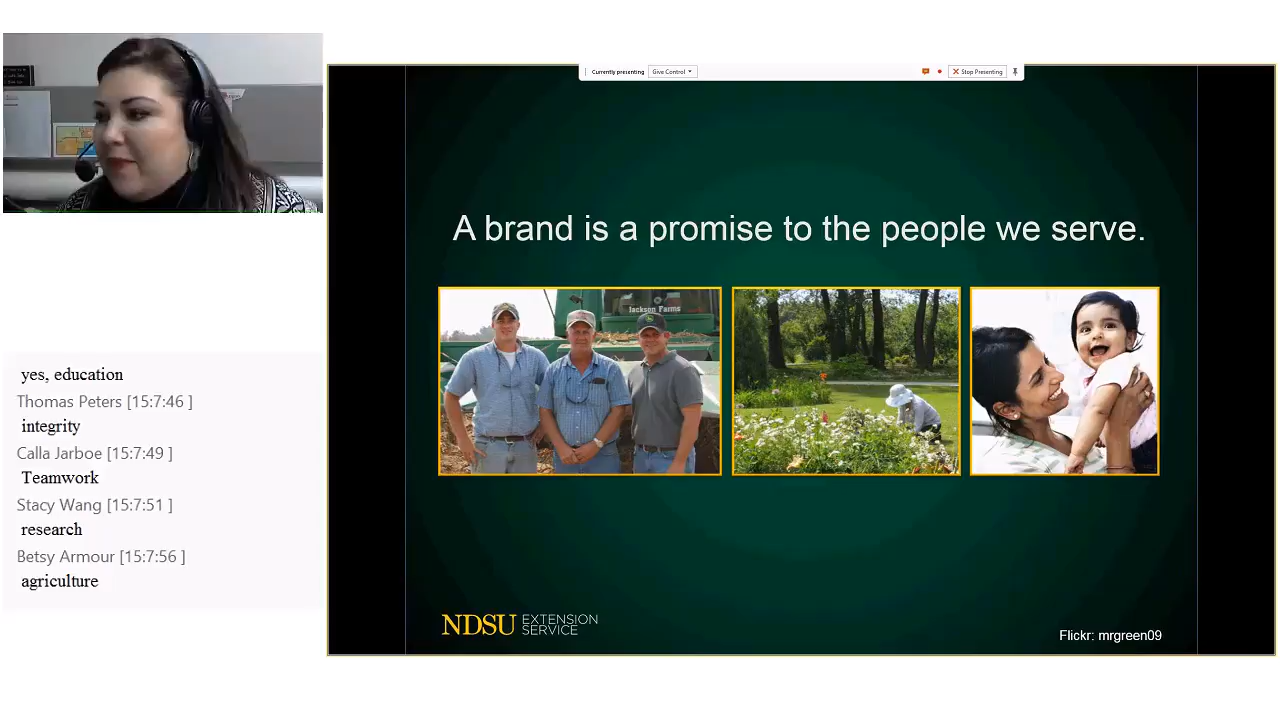 Currently presenting
Give Control
Stop Presenting
A brand is a promise to the people we serve.
Jackson Farms
yes, education
Thomas Peters [15:7:46 ]
integrity
Calla Jarboe [15:7:49 ]
Teamwork
Stacy Wang [15:7:51 ]
research
Betsy Armour [15:7:56 ]
agriculture
NDSU EXTENSION
SERVICE
Flickr: mrgreen09